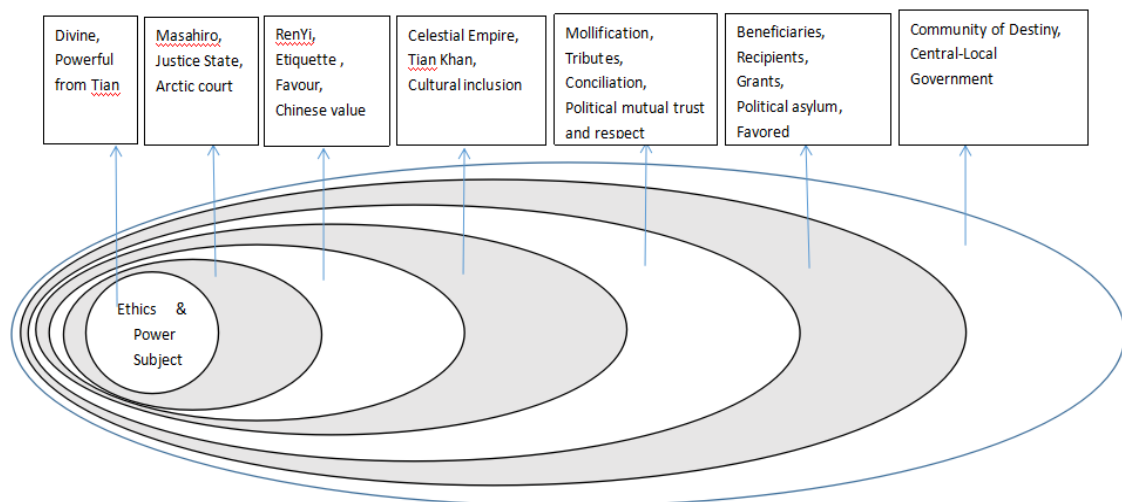 Divine,
Powerful
from Tian
Masahiro,
Justice State,
Arctic court
RenYi,
Etiquette ,
Favour,
Chinese value
Celestial Empire,
Tian Khan,
Cultural inclusion
Mollification,
Tributes,
Conciliation,
Political mutual trust
and respect
Beneficiaries,
Recipients,
Grants,
Political asylum,
Favored
Community of Destiny,
Central-Local
Government
Ethics &
Power
Subject